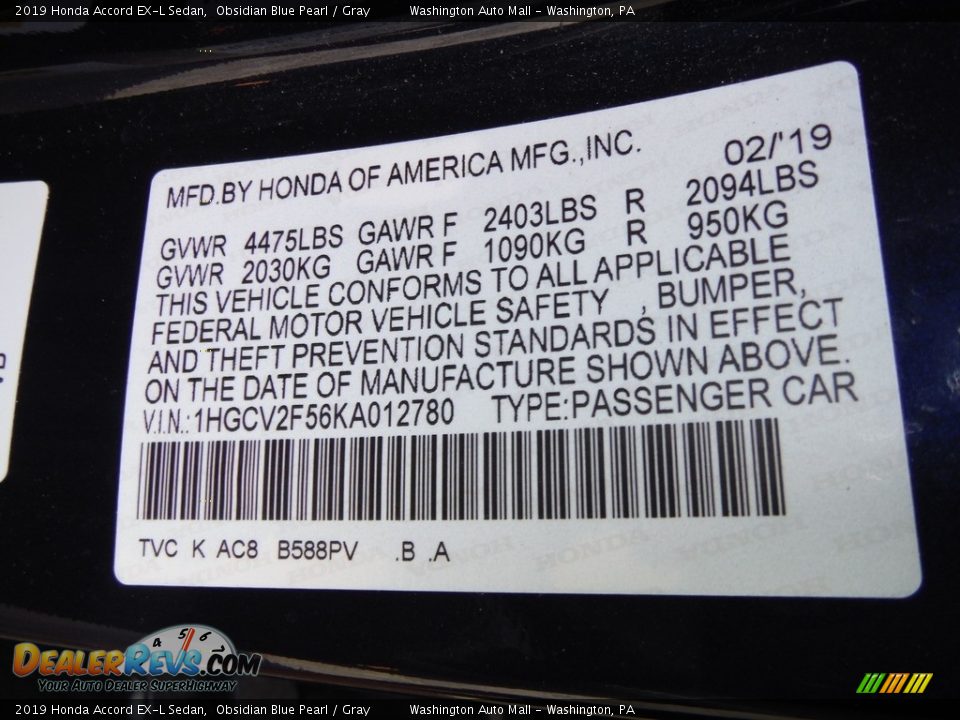 2019 Honda Accord EX-L Sedan, Obsidian Blue Pearl / Gray Washington Auto Mall - Washington, PA
MFD.BY HONDA OF AMERICA MFG.,INC. 02/'19
GVWR 4475LBS GAWR F 2403LBS R 2094LBS
GVWR 2030KG GAWR F 1090KG R 950KG
THIS VEHICLE CONFORMS TO ALL APPLICABLE
FEDERAL MOTOR VEHICLE SAFETY , BUMPER,
AND THEFT PREVENTION STANDARDS IN EFFECT
ON THE DATE OF MANUFACTURE SHOWN ABOVE.
V.I.N.:1HGCV2F56KA012780 TYPE:PASSENGER CAR
TVC K AC8 B588PV .B .A
4 5 6
DealerRevs.com
Your Auto Dealer SuperHighway
2019 Honda Accord EX-L Sedan, Obsidian Blue Pearl / Gray Washington Auto Mall - Washington, PA